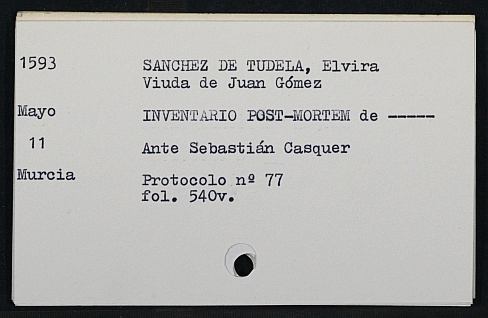 1593 SANCHEZ DE TUDELA, Elvira
Viuda de Juan Gómez
Mayo INVENTARIO POST-MORTEM de -----
11 Ante Sebastián Casquer
Murcia Protocolo nº 77
fol. 540v.